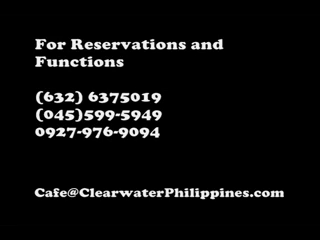 For Reservations and
Functions
(632) 6375019
(045)599-5949
0927-976-9094
Cafe@ClearwaterPhilippines.com